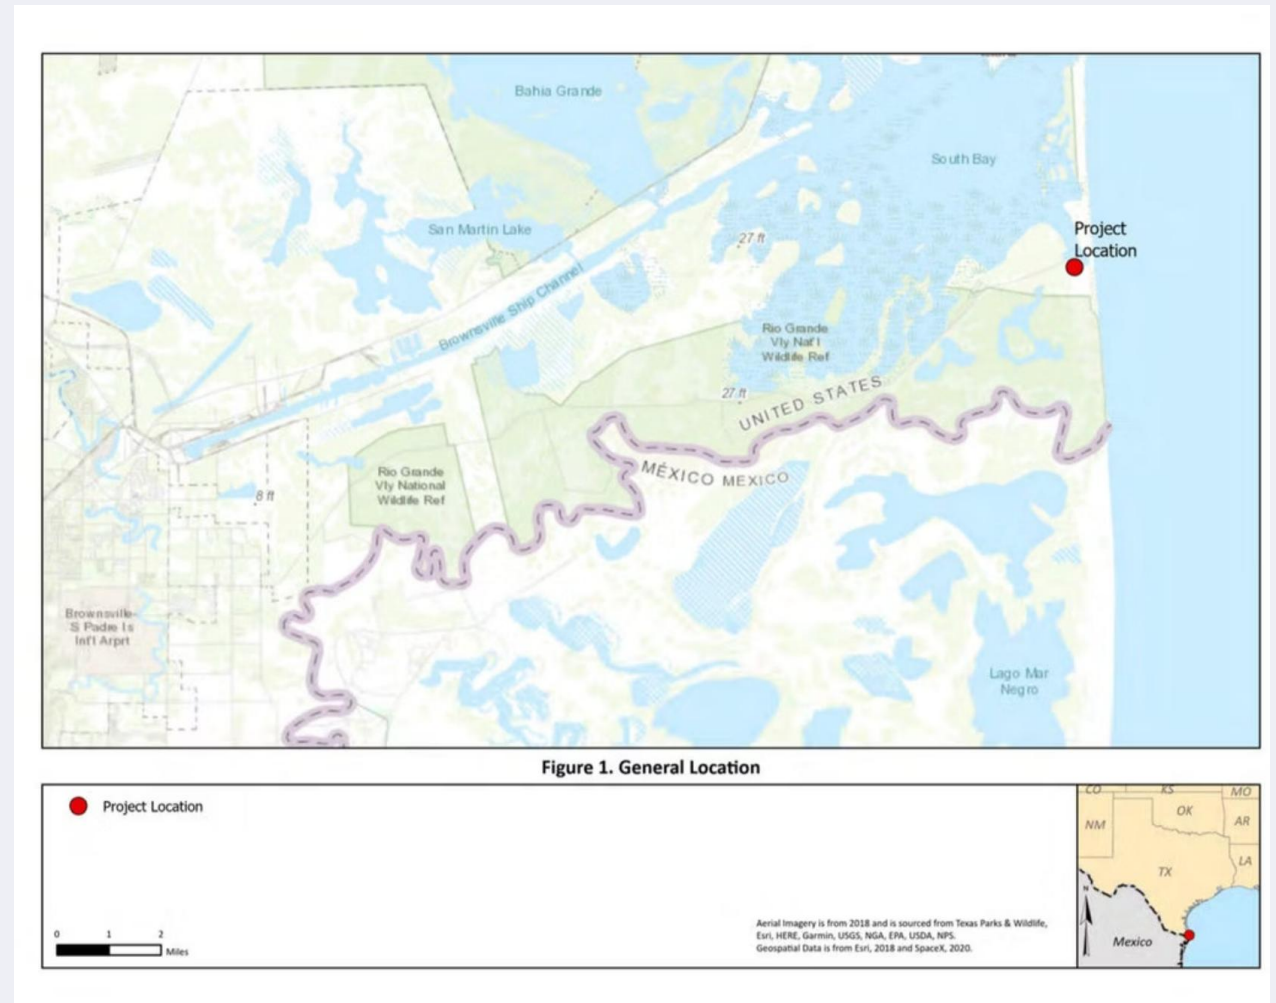 Bahia Grande
South Bay
San Martin Lake
27 ft
Project
Location
Brownsville Ship Channel
Rio Grande
Vly Nat'l
Wildlife Ref
27 ft
UNITED STATES
MÉXICO MEXICO
Rio Grande
Vly National
Wildlife Ref
8 ft
Brownsville-
S Padre Is
Int'l Arprt
Lago Mar
Negro
Figure 1. General Location
Project Location
0 1 2
Miles
Aerial Imagery is from 2018 and is sourced from Texas Parks & Wildlife,
Esri, HERE, Garmin, USGS, NGA, EPA, USDA, NPS.
Geospatial Data is from Esri, 2018 and SpaceX, 2020.
CO KS MO
OK
NM AR
LA
TX
N
Mexico